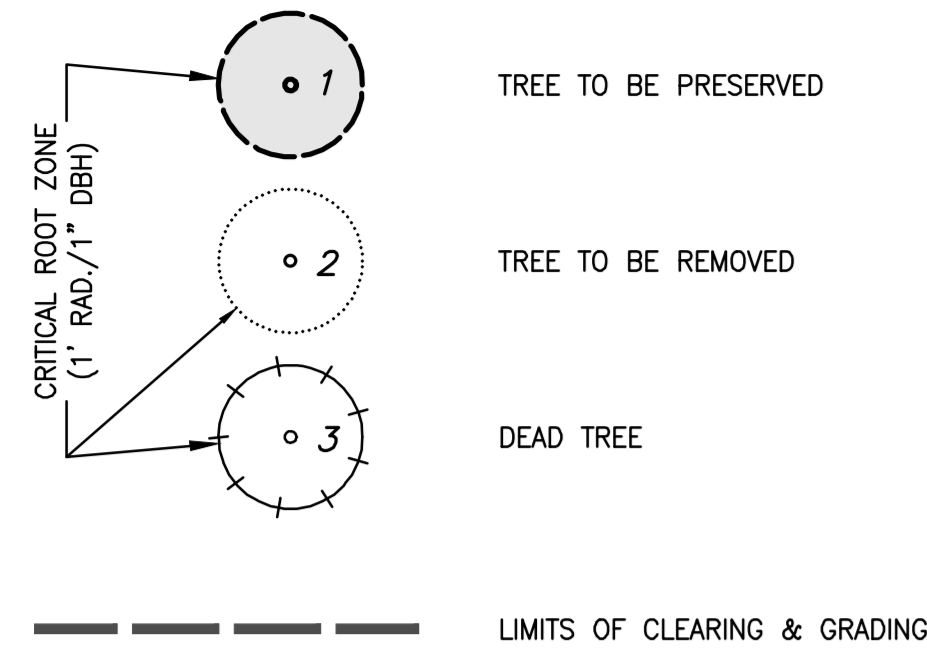 CRITICAL ROOT ZONE
(1' RAD./1" DBH)
1
TREE TO BE PRESERVED
2
TREE TO BE REMOVED
3
DEAD TREE
LIMITS OF CLEARING & GRADING